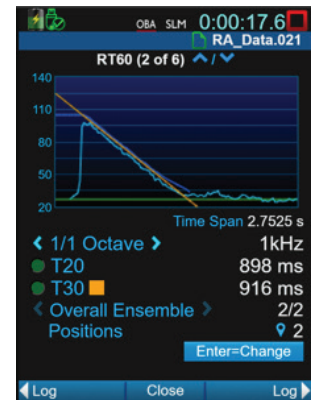 OBA SLM 0:00:17.6
RA_Data.021
RT60 (2 of 6) /
140
110
80
50
20
Time Span 2.7525 s
1/1 Octave 1kHz
T20 898 ms
T30 916 ms
Overall Ensemble 2/2
Positions 2
Enter=Change
Log Close Log